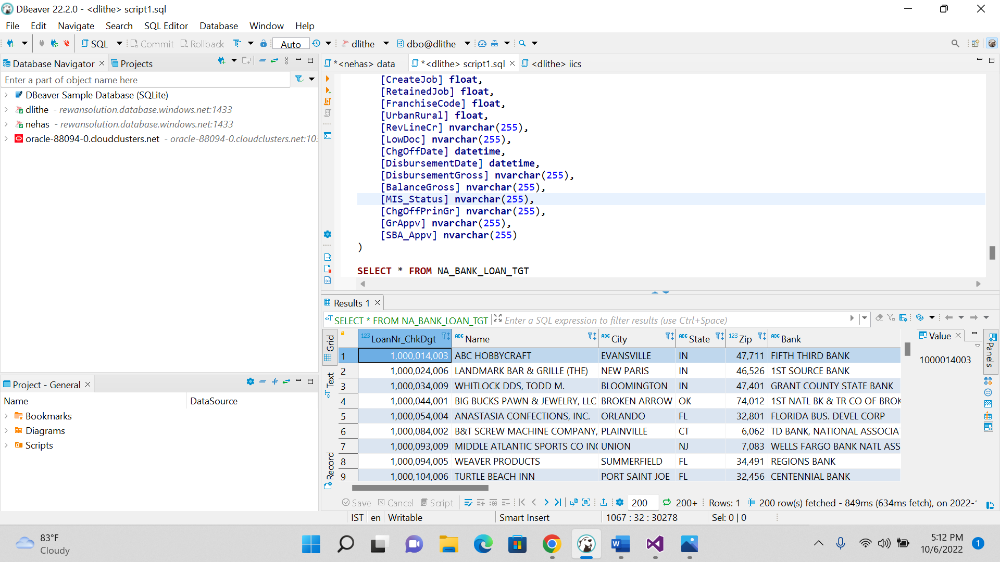 DBeaver 22.2.0 - <dlithe> script1.sql
File Edit Navigate Search SQL Editor Database Window Help
SQL Commit Rollback Auto dlithe dbo@dlithe
Database Navigator Projects
Enter a part of object name here
DBeaver Sample Database (SQLite)
dlithe - rewansolution.database.windows.net:1433
nehas - rewansolution.database.windows.net:1433
oracle-88094-0.cloudclusters.net - oracle-88094-0.cloudclusters.net:103
Project - General
Name DataSource
Bookmarks
Diagrams
Scripts
*<nehas> data *<dlithe> script1.sql <dlithe> iics
[CreateJob] float,
[RetainedJob] float,
[FranchiseCode] float,
[UrbanRural] float,
[RevLineCr] nvarchar(255),
[LowDoc] nvarchar(255),
[ChgOffDate] datetime,
[DisbursementDate] datetime,
[DisbursementGross] nvarchar(255),
[BalanceGross] nvarchar(255),
[MIS_Status] nvarchar(255),
[ChgOffPrinGr] nvarchar(255),
[GrAppv] nvarchar(255),
[SBA_Appv] nvarchar(255)
)
SELECT * FROM NA_BANK_LOAN_TGT
Results 1
SELECT * FROM NA_BANK_LOAN_TGT Enter a SQL expression to filter results (use Ctrl+Space)
Grid
Text
Record
123 LoanNr_ChkDgt ABC Name ABC City ABC State 123 Zip ABC Bank
1 1,000,014,003 ABC HOBBYCRAFT EVANSVILLE IN 47,711 FIFTH THIRD BANK
2 1,000,024,006 LANDMARK BAR & GRILLE (THE) NEW PARIS IN 46,526 1ST SOURCE BANK
3 1,000,034,009 WHITLOCK DDS, TODD M. BLOOMINGTON IN 47,401 GRANT COUNTY STATE BANK
4 1,000,044,001 BIG BUCKS PAWN & JEWELRY, LLC BROKEN ARROW OK 74,012 1ST NATL BK & TR CO OF BROK
5 1,000,054,004 ANASTASIA CONFECTIONS, INC. ORLANDO FL 32,801 FLORIDA BUS. DEVEL CORP
6 1,000,084,002 B&T SCREW MACHINE COMPANY, PLAINVILLE CT 6,062 TD BANK, NATIONAL ASSOCIAT
7 1,000,093,009 MIDDLE ATLANTIC SPORTS CO INC UNION NJ 7,083 WELLS FARGO BANK NATL ASS
8 1,000,094,005 WEAVER PRODUCTS SUMMERFIELD FL 34,491 REGIONS BANK
9 1,000,104,006 TURTLE BEACH INN PORT SAINT JOE FL 32,456 CENTENNIAL BANK
Value
1000014003
Panels
Save Cancel Script 200 200+ Rows: 1 200 row(s) fetched - 849ms (634ms fetch), on 2022-
IST en Writable Smart Insert 1067 : 32 : 30278 Sel: 0 | 0
83°F
Cloudy
5:12 PM
10/6/2022
1